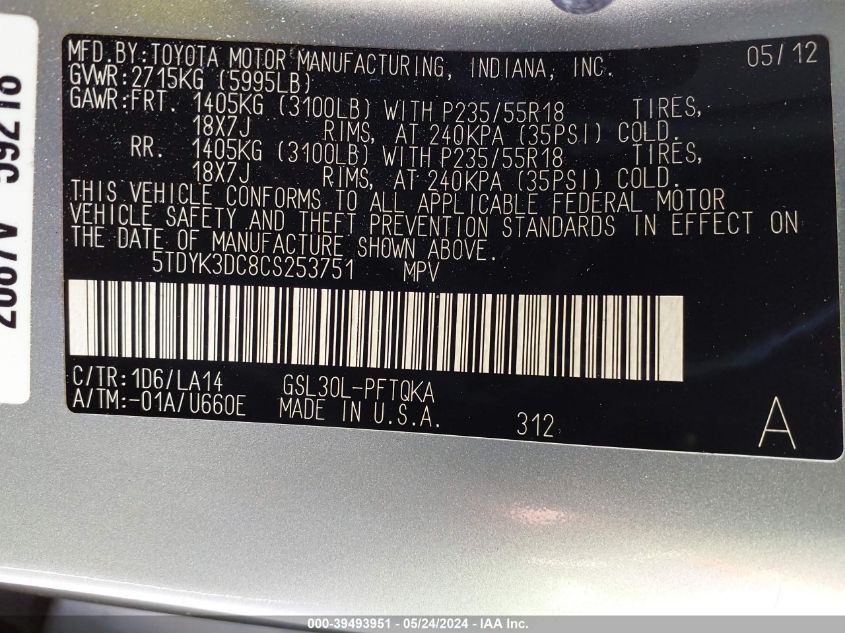 MFD.BY:TOYOTA MOTOR MANUFACTURING, INDIANA, INC. 05/12
GVWR:2715KG (5995LB)
GAWR:FRT. 1405KG (3100LB) WITH P235/55R18 TIRES,
18X7J RIMS, AT 240KPA (35PSI) COLD.
RR. 1405KG (3100LB) WITH P235/55R18 TIRES,
18X7J RIMS, AT 240KPA (35PSI) COLD.
THIS VEHICLE CONFORMS TO ALL APPLICABLE FEDERAL MOTOR
VEHICLE SAFETY AND THEFT PREVENTION STANDARDS IN EFFECT ON
THE DATE OF MANUFACTURE SHOWN ABOVE.
5TDYK3DC8CS253751 MPV
C/TR:1D6/LA14 GSL30L-PFTQKA
A/TM:-01A/U660E MADE IN U.S.A. 312 A
000-39493951 - 05/24/2024 - IAA Inc.